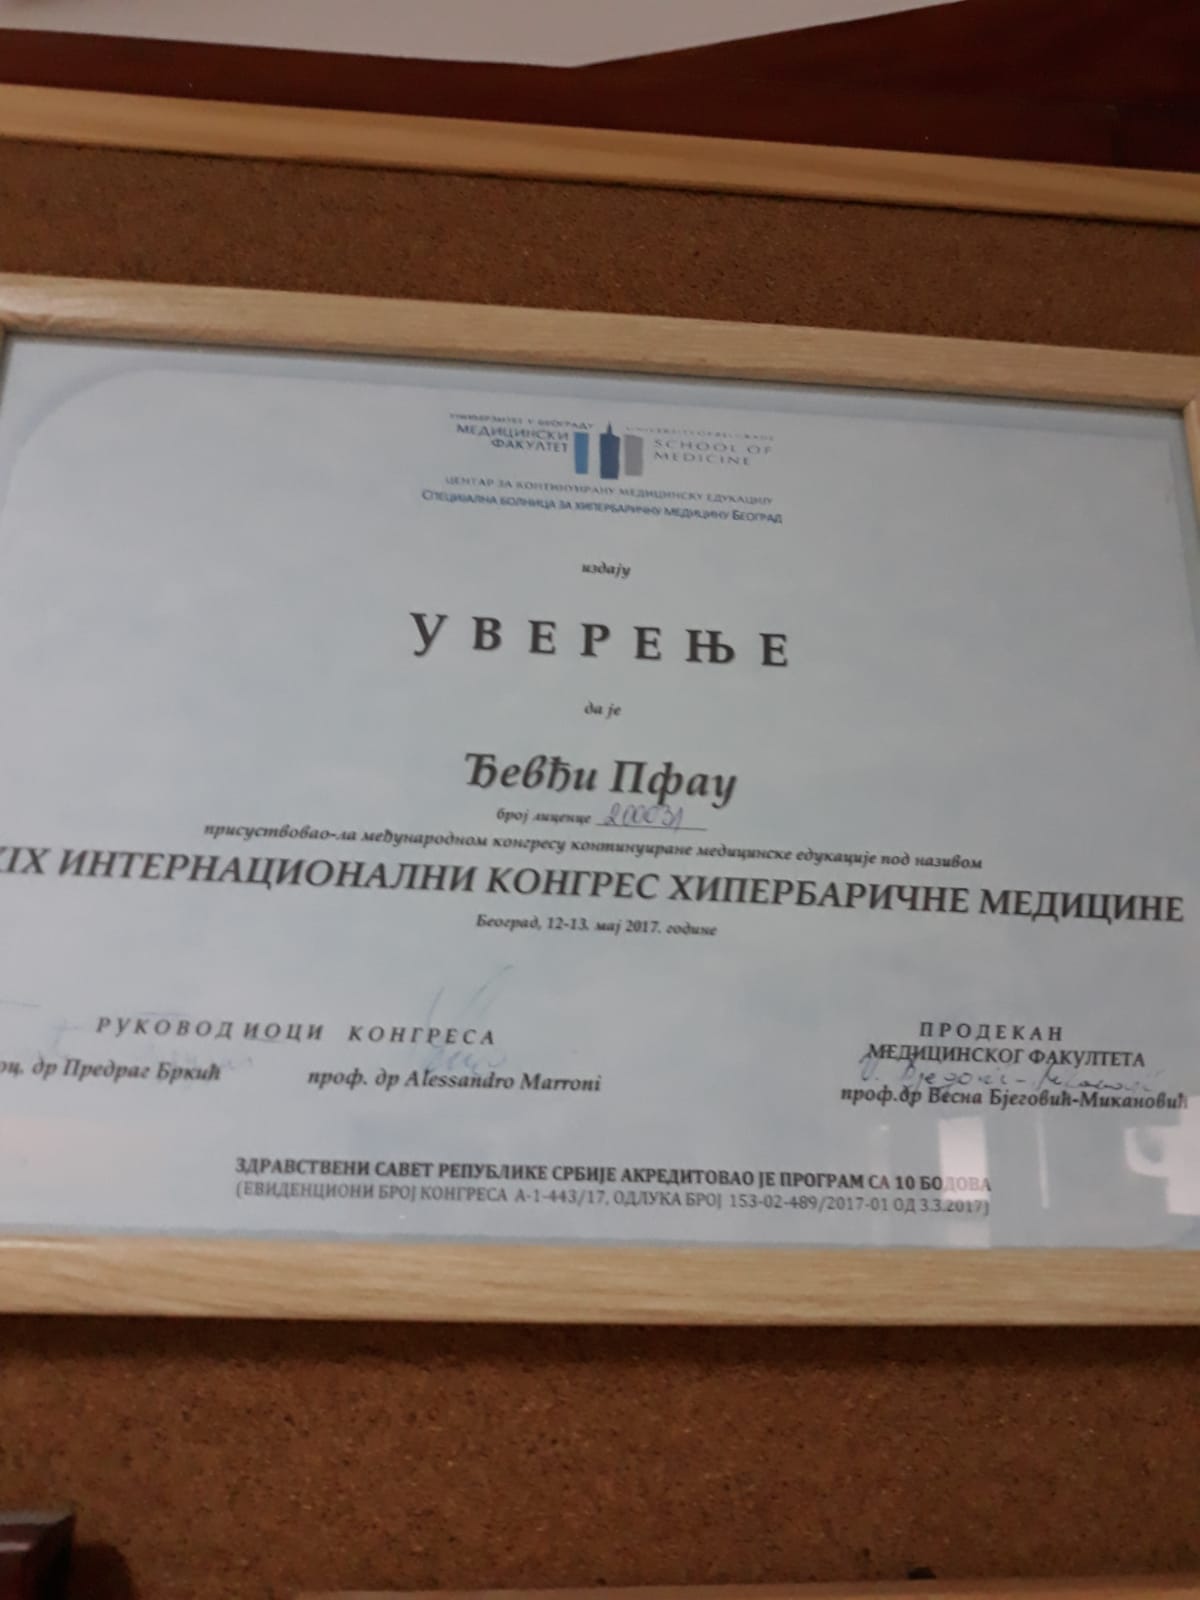 УНИВЕРЗИТЕТ У БЕОГРАДУ
МЕДИЦИНСКИ
ФАКУЛТЕТ
UNIVERSITY OF BELGRADE
SCHOOL OF
MEDICINE
ЦЕНТАР ЗА КОНТИНУИРАНУ МЕДИЦИНСКУ ЕДУКАЦИЈУ
СПЕЦИЈАЛНА БОЛНИЦА ЗА ХИПЕРБАРИЧНУ МЕДИЦИНУ БЕОГРАД
издају
УВЕРЕЊЕ
да је
Ђевђи Пфау
број лиценце 200031
присуствовао-ла међународном конгресу континуиране медицинске едукације под називом
XIX ИНТЕРНАЦИОНАЛНИ КОНГРЕС ХИПЕРБАРИЧНЕ МЕДИЦИНЕ
Београд, 12-13. мај 2017. године
РУКОВОДИОЦИ КОНГРЕСА
др Предраг Бркић
проф. др Alessandro Marroni
ПРОДЕКАН
МЕДИЦИНСКОГ ФАКУЛТЕТА
проф.др Весна Бјеговић-Микановић
ЗДРАВСТВЕНИ САВЕТ РЕПУБЛИКЕ СРБИЈЕ АКРЕДИТОВАО ЈЕ ПРОГРАМ СА 10 БОДОВА
(ЕВИДЕНЦИОНИ БРОЈ КОНГРЕСА А-1-443/17, ОДЛУКА БРОЈ 153-02-489/2017-01 ОД 3.3.2017)